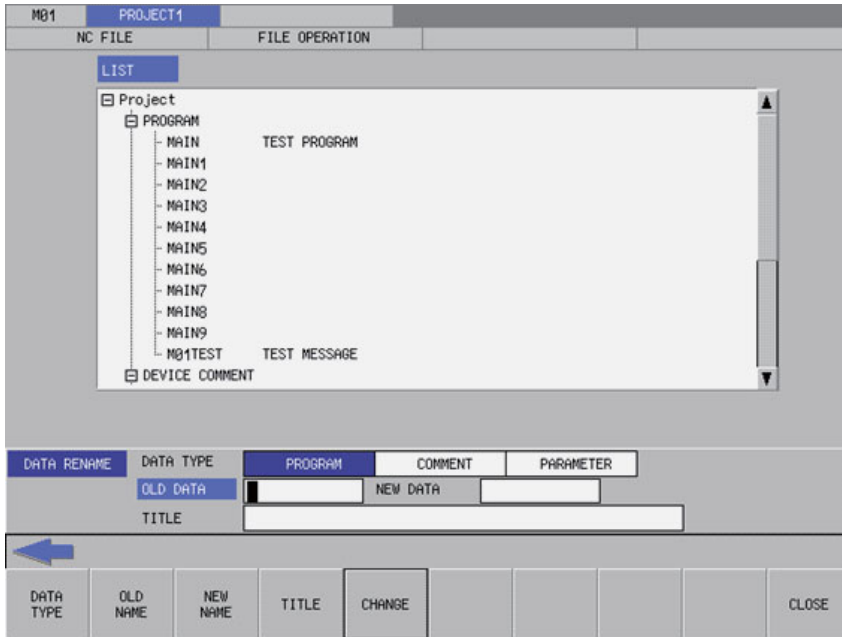 M01 PROJECT1
NC FILE FILE OPERATION
LIST
Project
PROGRAM
MAIN TEST PROGRAM
MAIN1
MAIN2
MAIN3
MAIN4
MAIN5
MAIN6
MAIN7
MAIN8
MAIN9
M01TEST TEST MESSAGE
DEVICE COMMENT
DATA RENAME DATA TYPE PROGRAM COMMENT PARAMETER
OLD DATA NEW DATA
TITLE
DATA TYPE OLD NAME NEW NAME TITLE CHANGE CLOSE